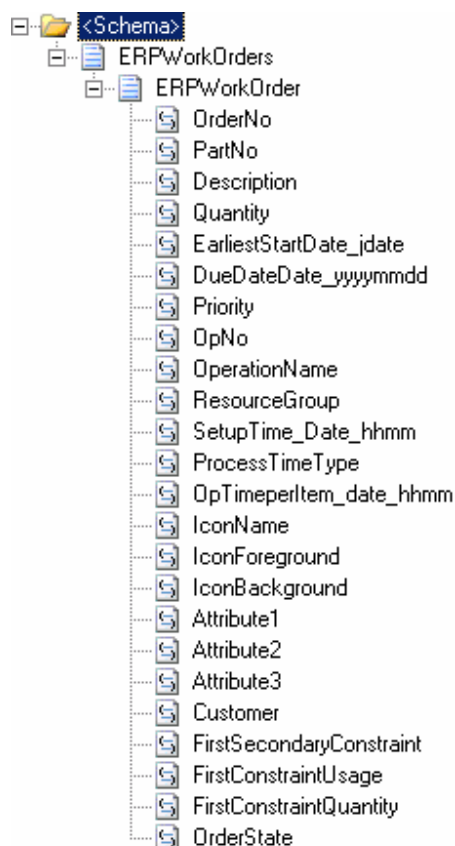 <Schema>
ERPWorkOrders
ERPWorkOrder
OrderNo
PartNo
Description
Quantity
EarliestStartDate_jdate
DueDateDate_yyyymmdd
Priority
OpNo
OperationName
ResourceGroup
SetupTime_Date_hhmm
ProcessTimeType
OpTimeperItem_date_hhmm
IconName
IconForeground
IconBackground
Attribute1
Attribute2
Attribute3
Customer
FirstSecondaryConstraint
FirstConstraintUsage
FirstConstraintQuantity
OrderState